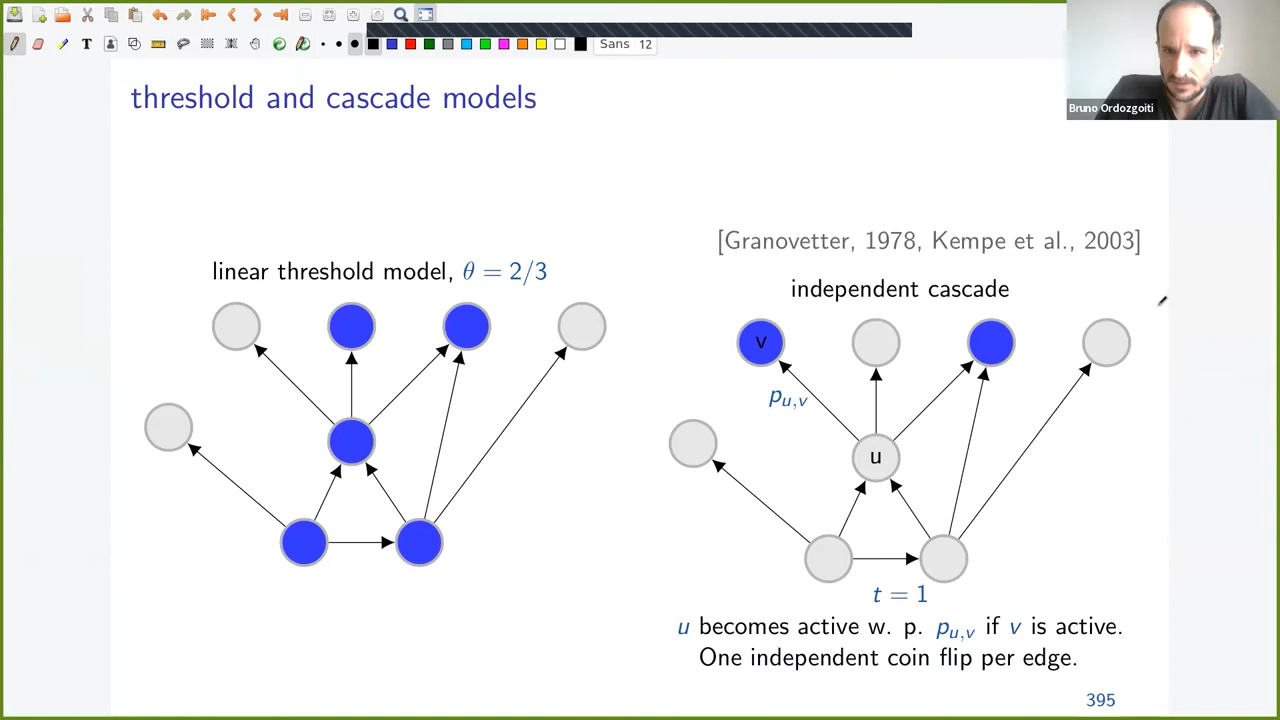 T
Sans 12
Bruno Ordozgoiti
threshold and cascade models
[Granovetter, 1978, Kempe et al., 2003]
linear threshold model, θ = 2/3
independent cascade
v
p_{u,v}
u
t = 1
u becomes active w. p. p_{u,v} if v is active.
One independent coin flip per edge.
395